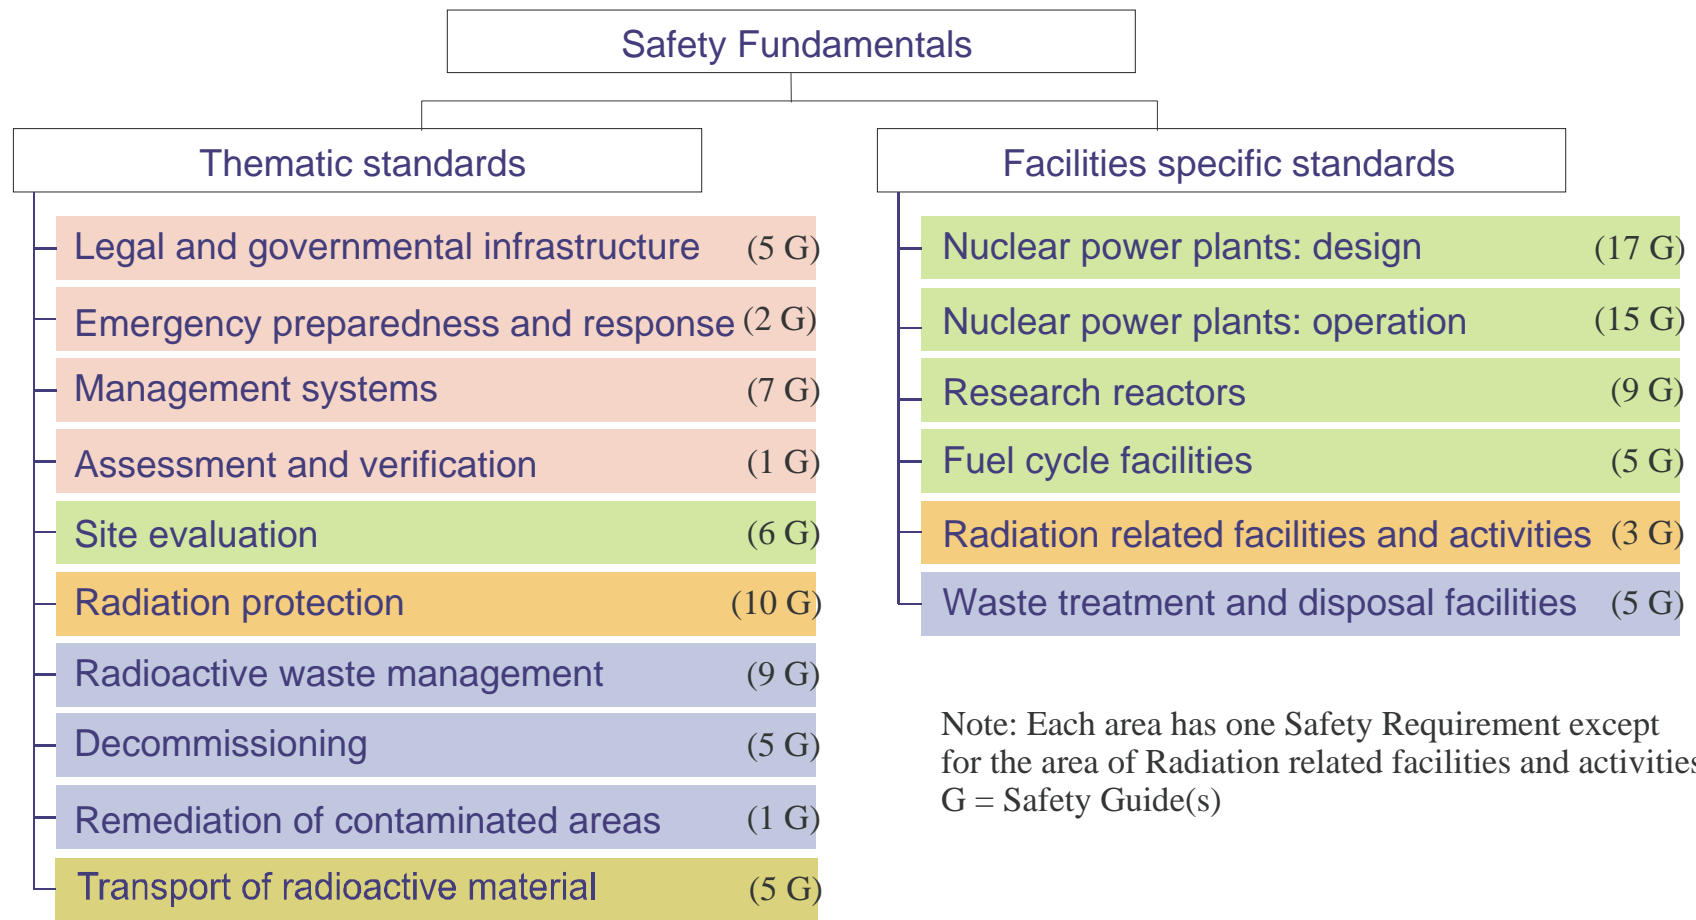 Safety Fundamentals
Thematic standards
Legal and governmental infrastructure (5 G)
Emergency preparedness and response (2 G)
Management systems (7 G)
Assessment and verification (1 G)
Site evaluation (6 G)
Radiation protection (10 G)
Radioactive waste management (9 G)
Decommissioning (5 G)
Remediation of contaminated areas (1 G)
Transport of radioactive material (5 G)
Facilities specific standards
Nuclear power plants: design (17 G)
Nuclear power plants: operation (15 G)
Research reactors (9 G)
Fuel cycle facilities (5 G)
Radiation related facilities and activities (3 G)
Waste treatment and disposal facilities (5 G)
Note: Each area has one Safety Requirement except
for the area of Radiation related facilities and activities
G = Safety Guide(s)